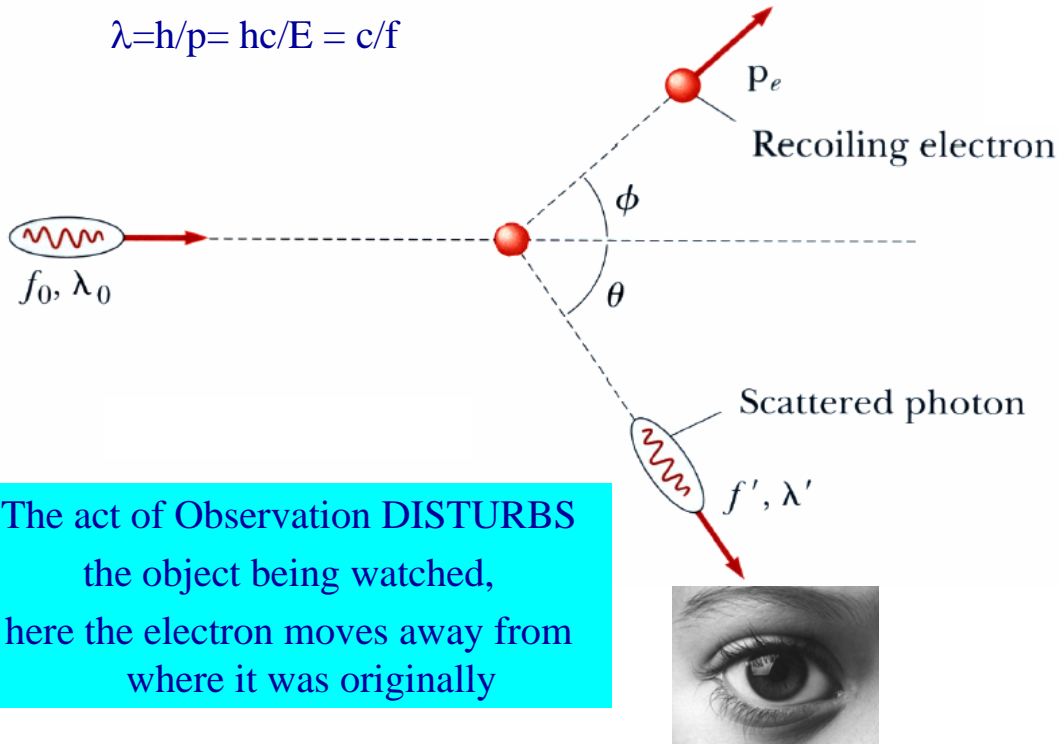 λ=h/p= hc/E = c/f
pe
Recoiling electron
ϕ
f0, λ0
θ
Scattered photon
f′, λ′
The act of Observation DISTURBS
the object being watched,
here the electron moves away from
where it was originally